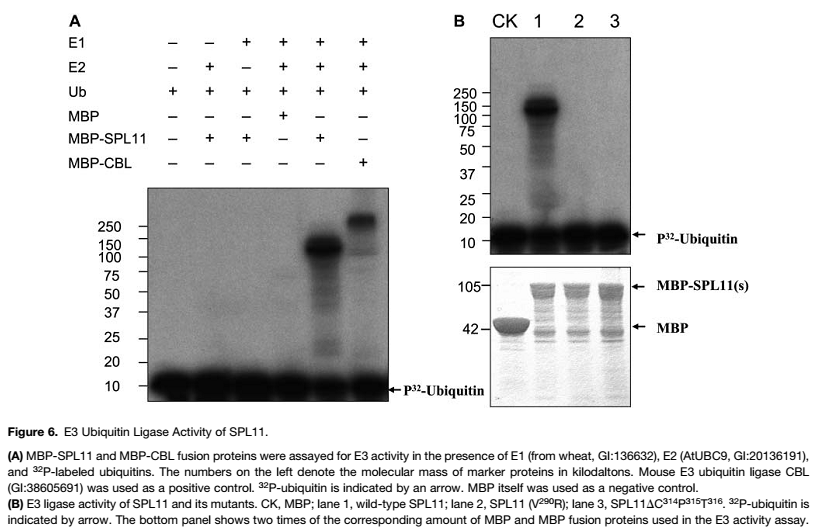 A
E1 – – + + + +
E2 – + – + + +
Ub + + + + + +
MBP – – – + – –
MBP-SPL11 – + + – + –
MBP-CBL – – – – – +
250
150
100
75
50
37
25
20
10
P³²-Ubiquitin
B
CK 1 2 3
250
150
100
75
50
37
25
20
10
P³²-Ubiquitin
105
MBP-SPL11(s)
42
MBP
Figure 6. E3 Ubiquitin Ligase Activity of SPL11.
(A) MBP-SPL11 and MBP-CBL fusion proteins were assayed for E3 activity in the presence of E1 (from wheat, GI:136632), E2 (AtUBC9, GI:20136191),
and ³²P-labeled ubiquitins. The numbers on the left denote the molecular mass of marker proteins in kilodaltons. Mouse E3 ubiquitin ligase CBL
(GI:38605691) was used as a positive control. ³²P-ubiquitin is indicated by an arrow. MBP itself was used as a negative control.
(B) E3 ligase activity of SPL11 and its mutants. CK, MBP; lane 1, wild-type SPL11; lane 2, SPL11 (V²⁹⁰R); lane 3, SPL11ΔC³¹⁴P³¹⁵T³¹⁶. ³²P-ubiquitin is
indicated by arrow. The bottom panel shows two times of the corresponding amount of MBP and MBP fusion proteins used in the E3 activity assay.